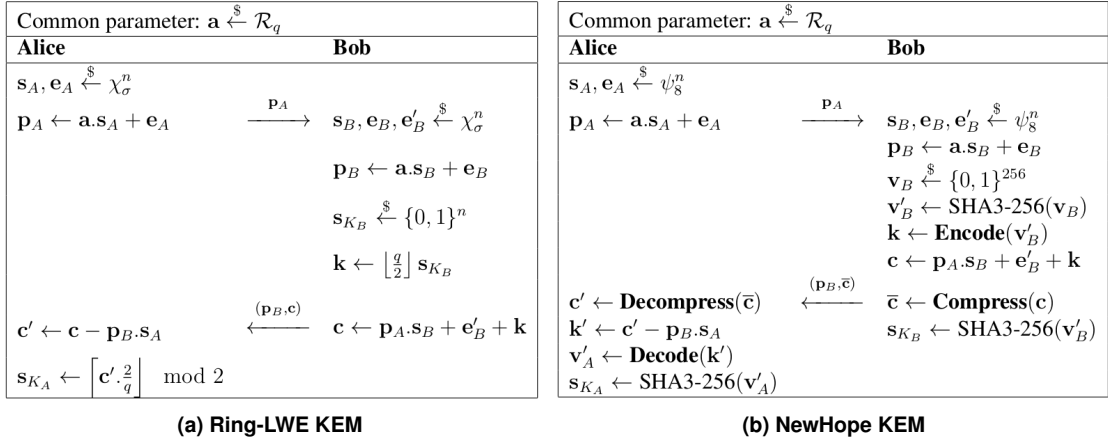 Common parameter: a ←$ ℛ_q
Alice Bob
s_A, e_A ←$ χ_σ^n
p_A ← a.s_A + e_A —p_A→ s_B, e_B, e′_B ←$ χ_σ^n
p_B ← a.s_B + e_B
s_{K_B} ←$ {0, 1}^n
k ← ⌊q/2⌋ s_{K_B}
c′ ← c − p_B.s_A ←(p_B,c)— c ← p_A.s_B + e′_B + k
s_{K_A} ← ⌈c′.2/q⌋ mod 2
(a) Ring-LWE KEM
Common parameter: a ←$ ℛ_q
Alice Bob
s_A, e_A ←$ ψ_8^n
p_A ← a.s_A + e_A —p_A→ s_B, e_B, e′_B ←$ ψ_8^n
p_B ← a.s_B + e_B
v_B ←$ {0, 1}^256
v′_B ← SHA3-256(v_B)
k ← Encode(v′_B)
c ← p_A.s_B + e′_B + k
c′ ← Decompress(c̅) ←(p_B,c̅)— c̅ ← Compress(c)
k′ ← c′ − p_B.s_A s_{K_B} ← SHA3-256(v′_B)
v′_A ← Decode(k′)
s_{K_A} ← SHA3-256(v′_A)
(b) NewHope KEM